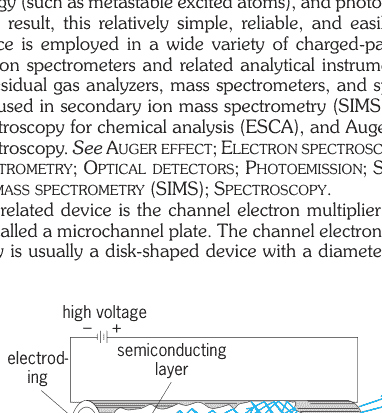 gy (such as metastable excited atoms), and photo
result, this relatively simple, reliable, and easi
ce is employed in a wide variety of charged-pa
on spectrometers and related analytical instrume
sidual gas analyzers, mass spectrometers, and s
used in secondary ion mass spectrometry (SIMS
troscopy for chemical analysis (ESCA), and Auge
troscopy. See AUGER EFFECT; ELECTRON SPECTROSC
TROMETRY; OPTICAL DETECTORS; PHOTOEMISSION; S
MASS SPECTROMETRY (SIMS); SPECTROSCOPY.
related device is the channel electron multiplier
alled a microchannel plate. The channel electron
y is usually a disk-shaped device with a diamete
high voltage
– +
semiconducting
layer
electrod-
ing